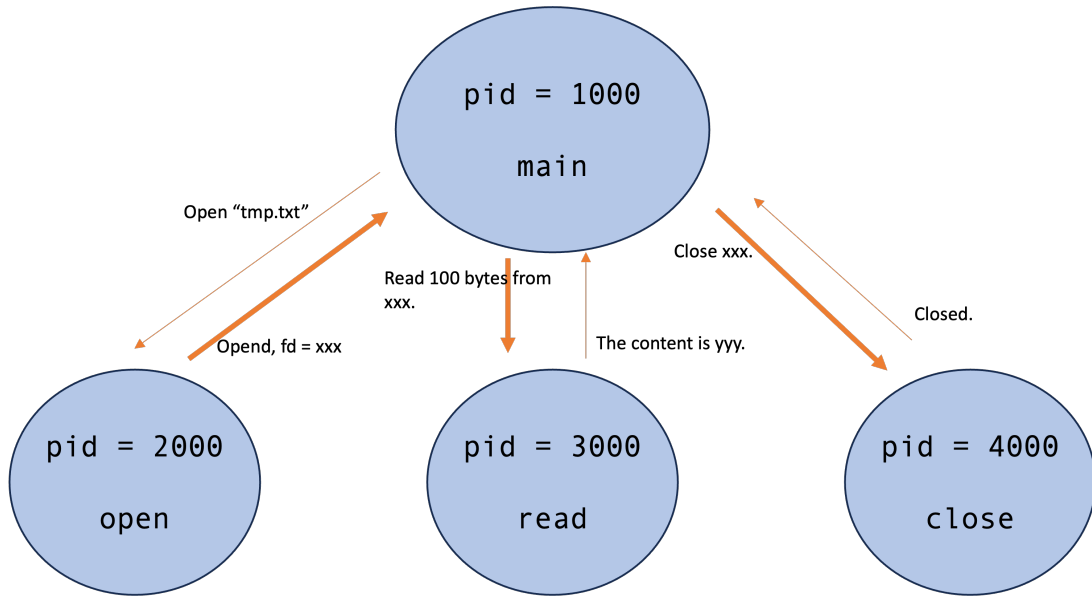 pid = 1000
main
Open “tmp.txt”
Opend, fd = xxx
Read 100 bytes from
xxx.
The content is yyy.
Close xxx.
Closed.
pid = 2000
open
pid = 3000
read
pid = 4000
close